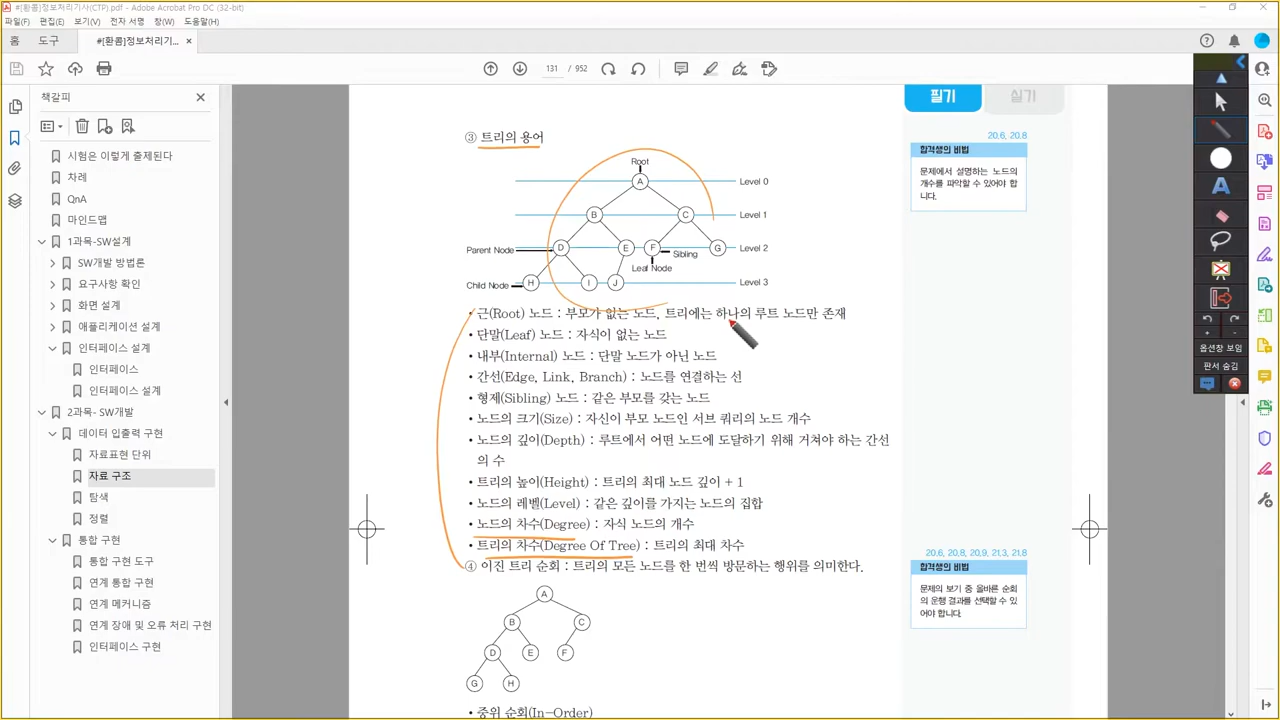 #[환콤]정보처리기사(CTP).pdf - Adobe Acrobat Pro DC (32-bit)
파일(F) 편집(E) 보기(V) 전자 서명 창(W) 도움말(H)
홈 도구 #[환콤]정보처리기... ×
131 / 952
책갈피
시험은 이렇게 출제된다
차례
QnA
마인드맵
1과목-SW설계
SW개발 방법론
요구사항 확인
화면 설계
애플리케이션 설계
인터페이스 설계
인터페이스
인터페이스 설계
2과목- SW개발
데이터 입출력 구현
자료표현 단위
자료 구조
탐색
정렬
통합 구현
통합 구현 도구
연계 통합 구현
연계 메커니즘
연계 장애 및 오류 처리 구현
인터페이스 구현
필기 실기
③ 트리의 용어
Root
A Level 0
B C Level 1
Parent Node D E F Sibling G Level 2
Leaf Node
Child Node H I J Level 3
• 근(Root) 노드 : 부모가 없는 노드, 트리에는 하나의 루트 노드만 존재
• 단말(Leaf) 노드 : 자식이 없는 노드
• 내부(Internal) 노드 : 단말 노드가 아닌 노드
• 간선(Edge, Link, Branch) : 노드를 연결하는 선
• 형제(Sibling) 노드 : 같은 부모를 갖는 노드
• 노드의 크기(Size) : 자신이 부모 노드인 서브 쿼리의 노드 개수
• 노드의 깊이(Depth) : 루트에서 어떤 노드에 도달하기 위해 거쳐야 하는 간선
의 수
• 트리의 높이(Height) : 트리의 최대 노드 깊이 + 1
• 노드의 레벨(Level) : 같은 깊이를 가지는 노드의 집합
• 노드의 차수(Degree) : 자식 노드의 개수
• 트리의 차수(Degree Of Tree) : 트리의 최대 차수
④ 이진 트리 순회 : 트리의 모든 노드를 한 번씩 방문하는 행위를 의미한다.
A
B C
D E F
G H
• 중위 순회(In-Order)
20.6, 20.8
합격생의 비법
문제에서 설명하는 노드의
개수를 파악할 수 있어야 합
니다.
20.6, 20.8, 20.9, 21.3, 21.8
합격생의 비법
문제의 보기 중 올바른 순회
의 운행 결과를 선택할 수 있
어야 합니다.
A
옵션창 보임
판서 숨김